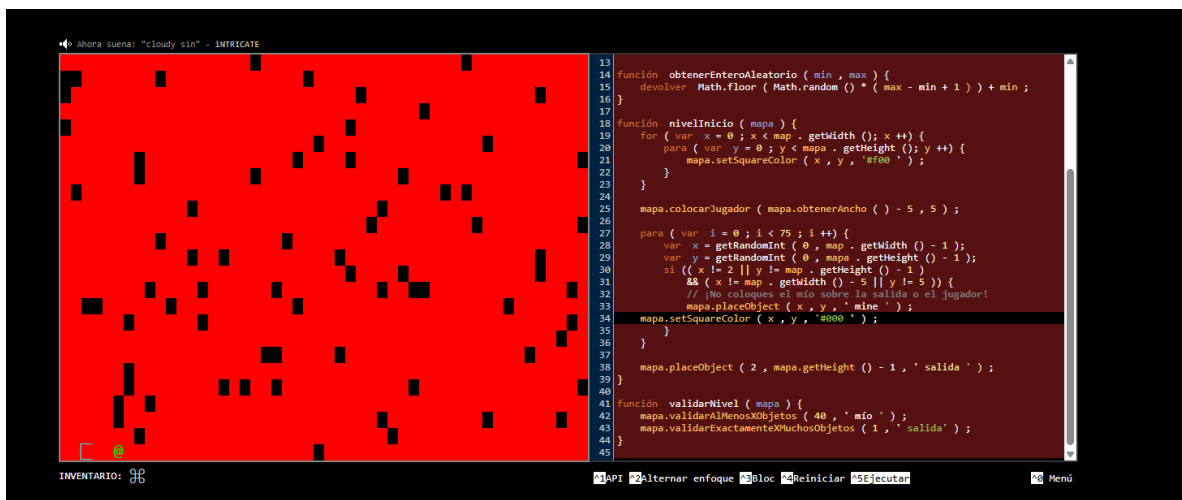 Ahora suena: "cloudy sin" - iNTRICATE
@
13
14 función obtenerEnteroAleatorio ( min , max ) {
15 devolver Math.floor ( Math.random () * ( max - min + 1 ) ) + min ;
16 }
17
18 función nivelInicio ( mapa ) {
19 for ( var x = 0 ; x < map . getWidth (); x ++) {
20 para ( var y = 0 ; y < mapa . getHeight (); y ++) {
21 mapa.setSquareColor ( x , y , '#f00 ' ) ;
22 }
23 }
24
25 mapa.colocarJugador ( mapa.obtenerAncho ( ) - 5 , 5 ) ;
26
27 para ( var i = 0 ; i < 75 ; i ++) {
28 var x = getRandomInt ( 0 , map . getWidth () - 1 );
29 var y = getRandomInt ( 0 , mapa . getHeight () - 1 );
30 si (( x != 2 || y != map . getHeight () - 1 )
31 && ( x != map . getWidth () - 5 || y != 5 )) {
32 // ¡No coloques el mío sobre la salida o el jugador!
33 mapa.placeObject ( x , y , ' mine ' ) ;
34 mapa.setSquareColor ( x , y , '#000 ' ) ;
35 }
36 }
37
38 mapa.placeObject ( 2 , mapa.getHeight () - 1 , ' salida ' ) ;
39 }
40
41 función validarNivel ( mapa ) {
42 mapa.validarAlMenosXObjetos ( 40 , ' mío ' ) ;
43 mapa.validarExactamenteXMuchosObjetos ( 1 , ' salida' ) ;
44 }
45
INVENTARIO: ⌘
^1API ^2Alternar enfoque ^3Bloc ^4Reiniciar ^5Ejecutar ^0 Menú